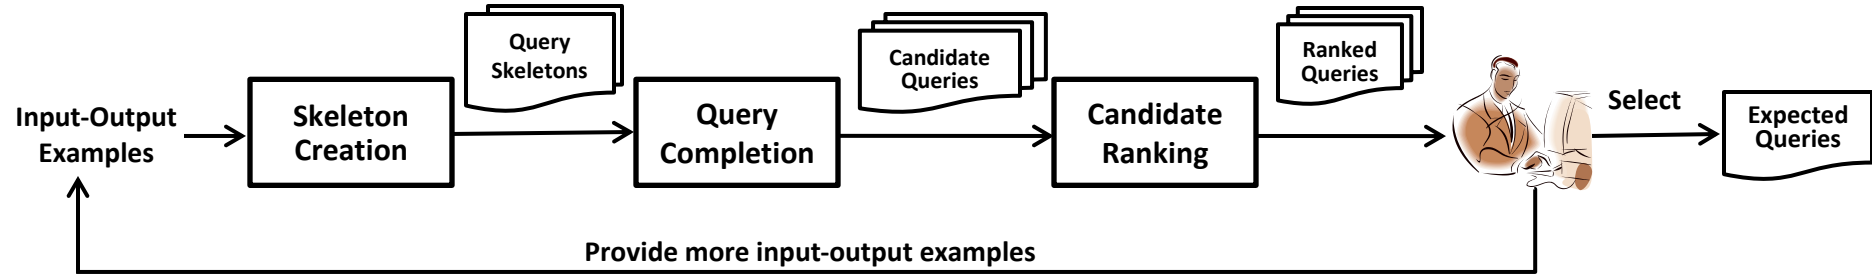 Input-Output
Examples
Skeleton
Creation
Query
Skeletons
Query
Completion
Candidate
Queries
Candidate
Ranking
Ranked
Queries
Select
Expected
Queries
Provide more input-output examples